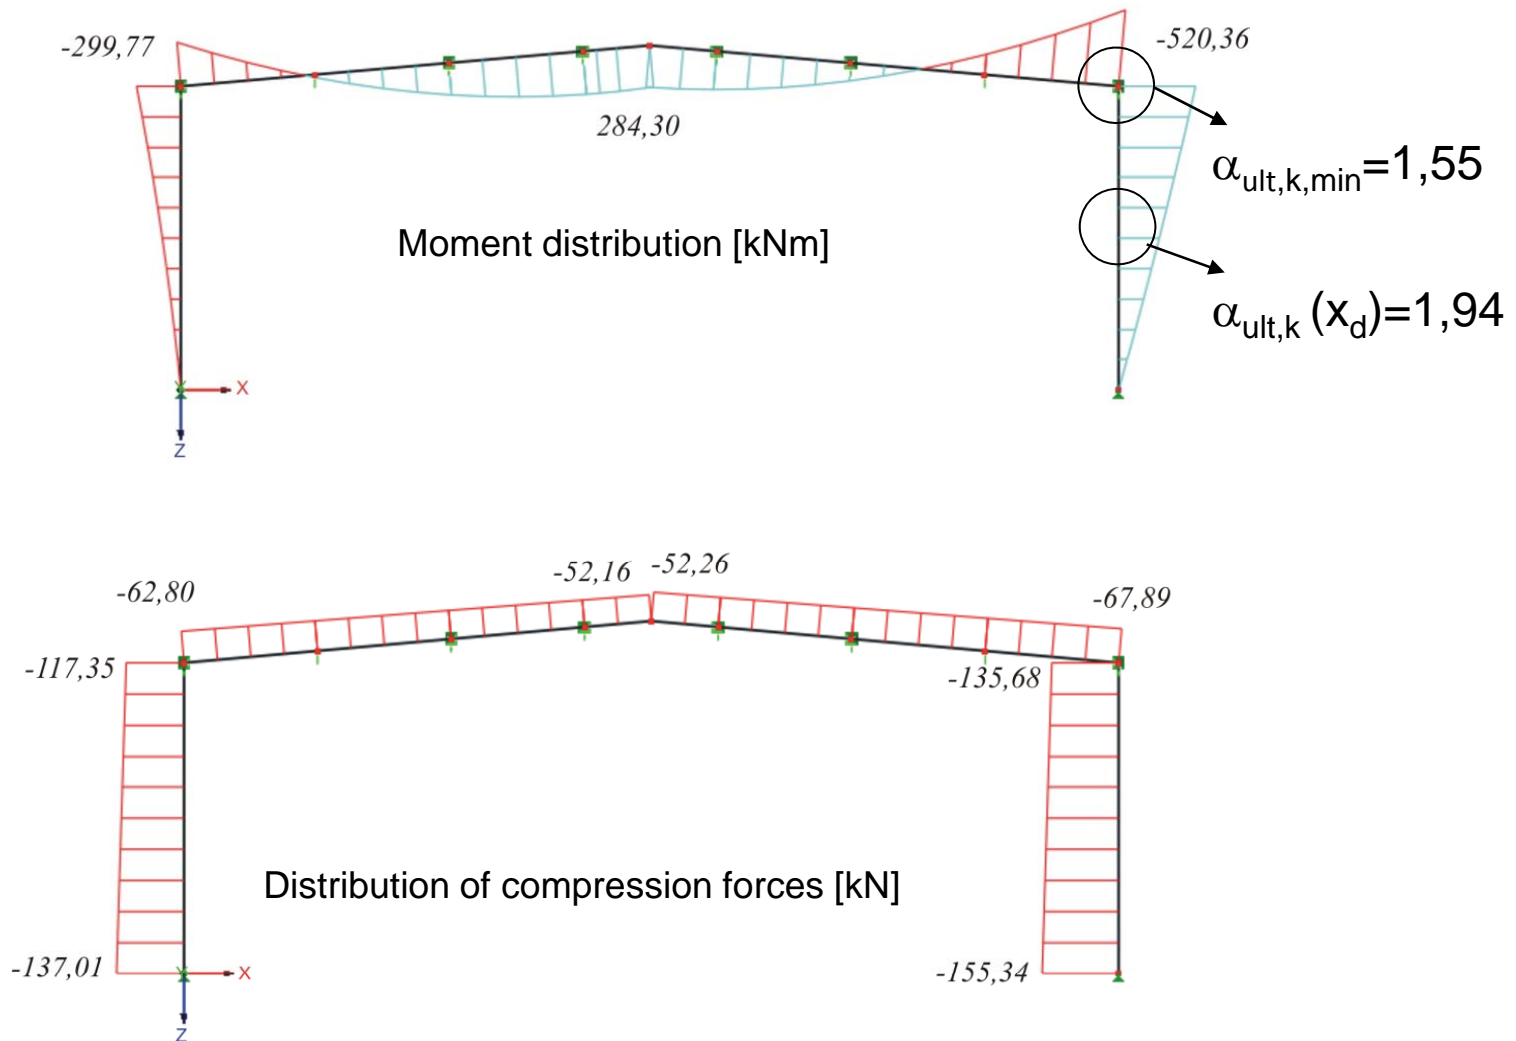 -299,77
-520,36
284,30
α_ult,k,min=1,55
Moment distribution [kNm]
α_ult,k (x_d)=1,94
X
Z
-52,16 -52,26
-62,80
-67,89
-117,35
-135,68
Distribution of compression forces [kN]
-137,01
X
-155,34
Z